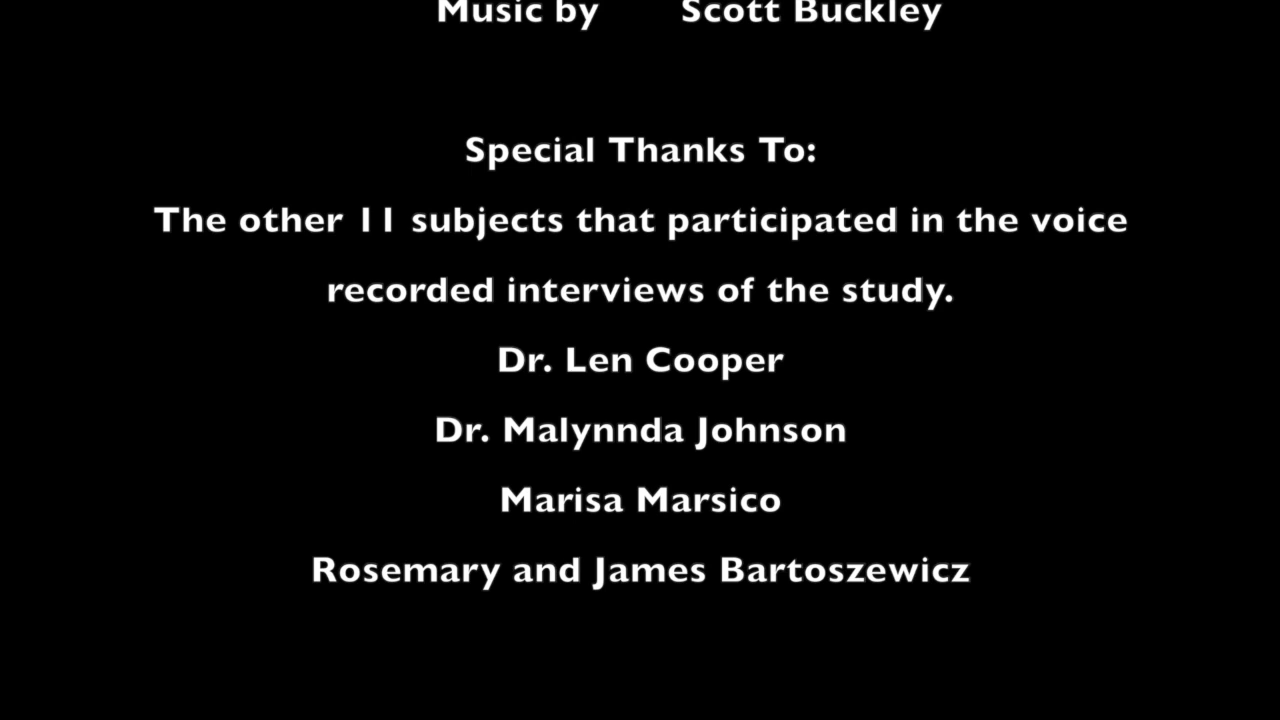 Music by Scott Buckley
Special Thanks To:
The other 11 subjects that participated in the voice
recorded interviews of the study.
Dr. Len Cooper
Dr. Malynnda Johnson
Marisa Marsico
Rosemary and James Bartoszewicz